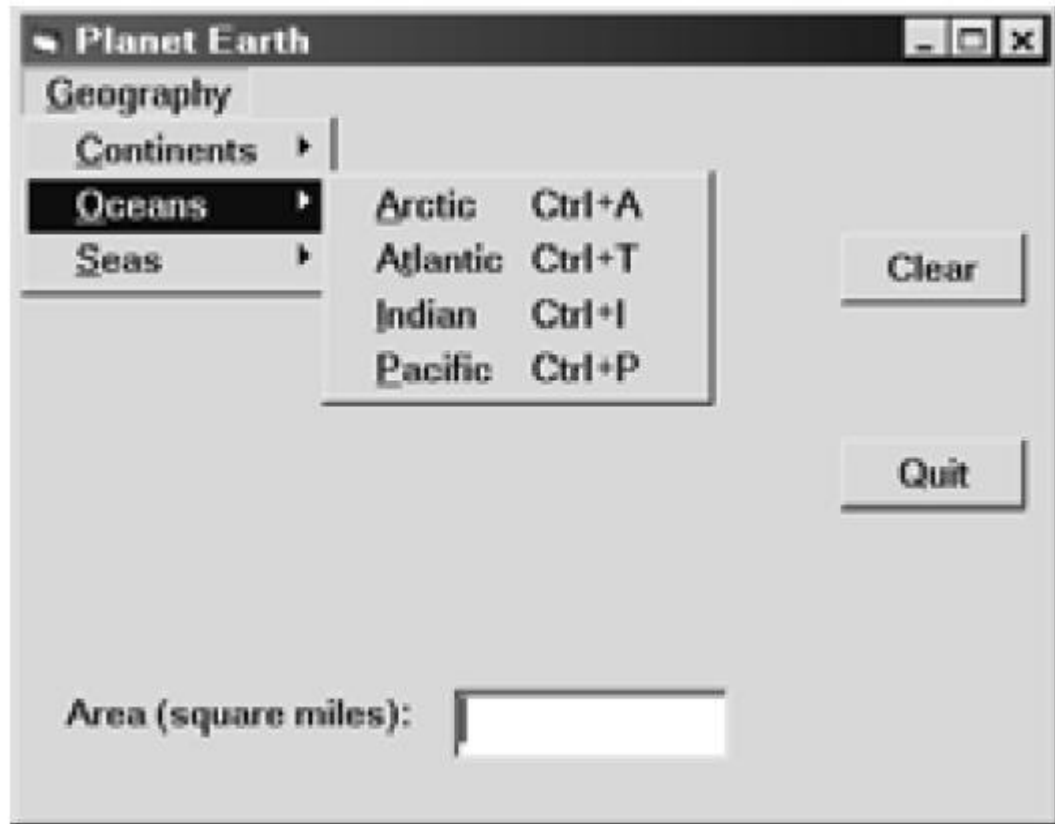 Planet Earth
Geography
Continents
Oceans
Seas
Arctic Ctrl+A
Atlantic Ctrl+T
Indian Ctrl+I
Pacific Ctrl+P
Clear
Quit
Area (square miles):